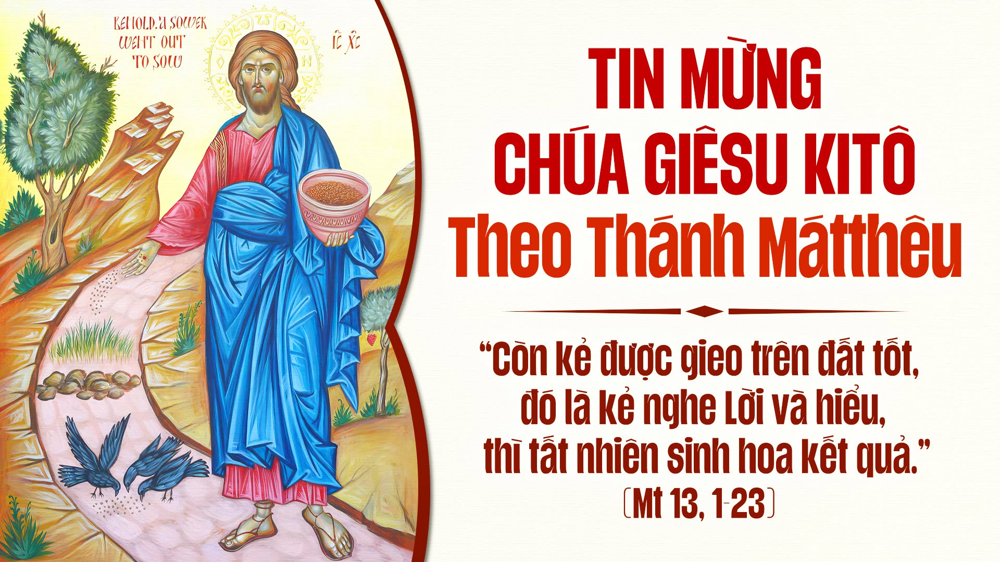 BEHOLD, A SOWER
WENT OUT
TO SOW
IC XC
TIN MỪNG
CHÚA GIÊSU KITÔ
Theo Thánh Mátthêu
“Còn kẻ được gieo trên đất tốt,
đó là kẻ nghe Lời và hiểu,
thì tất nhiên sinh hoa kết quả.”
(Mt 13, 1-23)